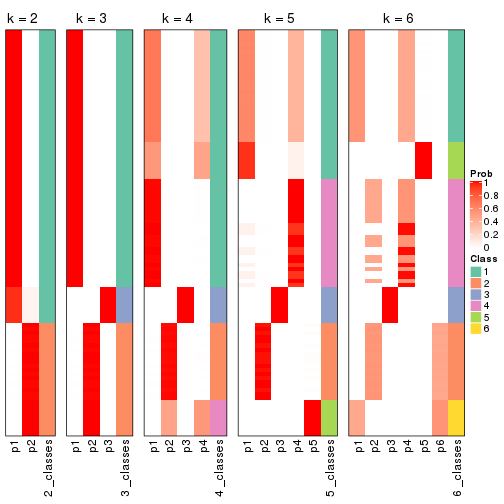 k = 2
k = 3
k = 4
k = 5
k = 6
p1
p2
2_classes
p1
p2
p3
3_classes
p1
p2
p3
p4
4_classes
p1
p2
p3
p4
p5
5_classes
p1
p2
p3
p4
p5
p6
6_classes
Prob
1
0.8
0.6
0.4
0.2
0
Class
1
2
3
4
5
6